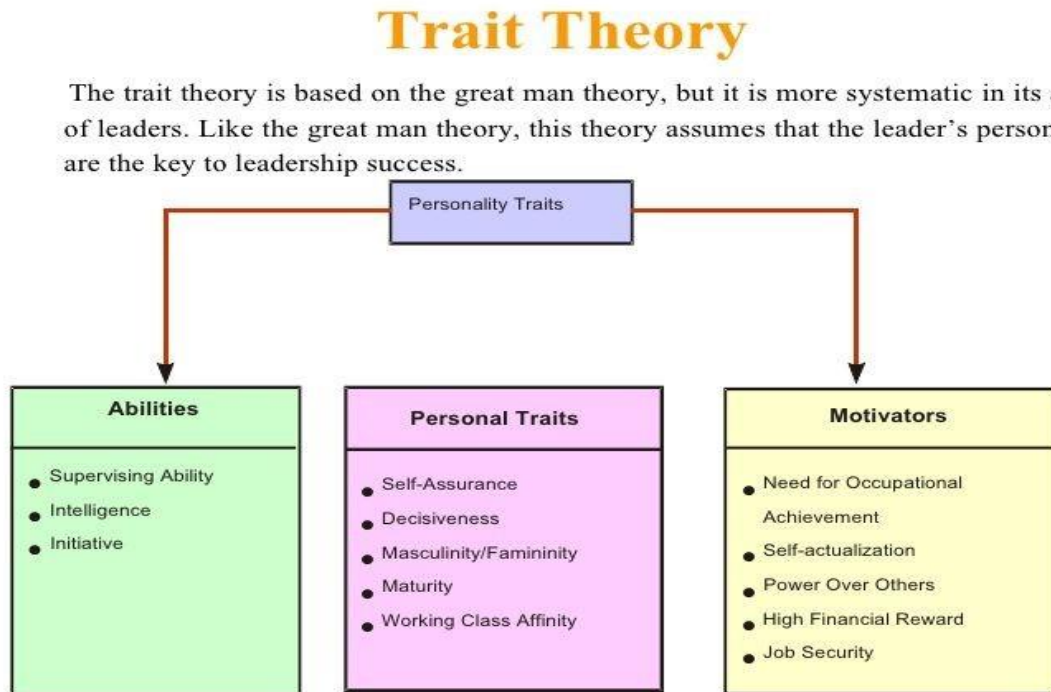 Trait Theory
The trait theory is based on the great man theory, but it is more systematic in its
of leaders. Like the great man theory, this theory assumes that the leader's person
are the key to leadership success.
Personality Traits
Abilities
Supervising Ability
Intelligence
Initiative
Personal Traits
Self-Assurance
Decisiveness
Masculinity/Famininity
Maturity
Working Class Affinity
Motivators
Need for Occupational
Achievement
Self-actualization
Power Over Others
High Financial Reward
Job Security